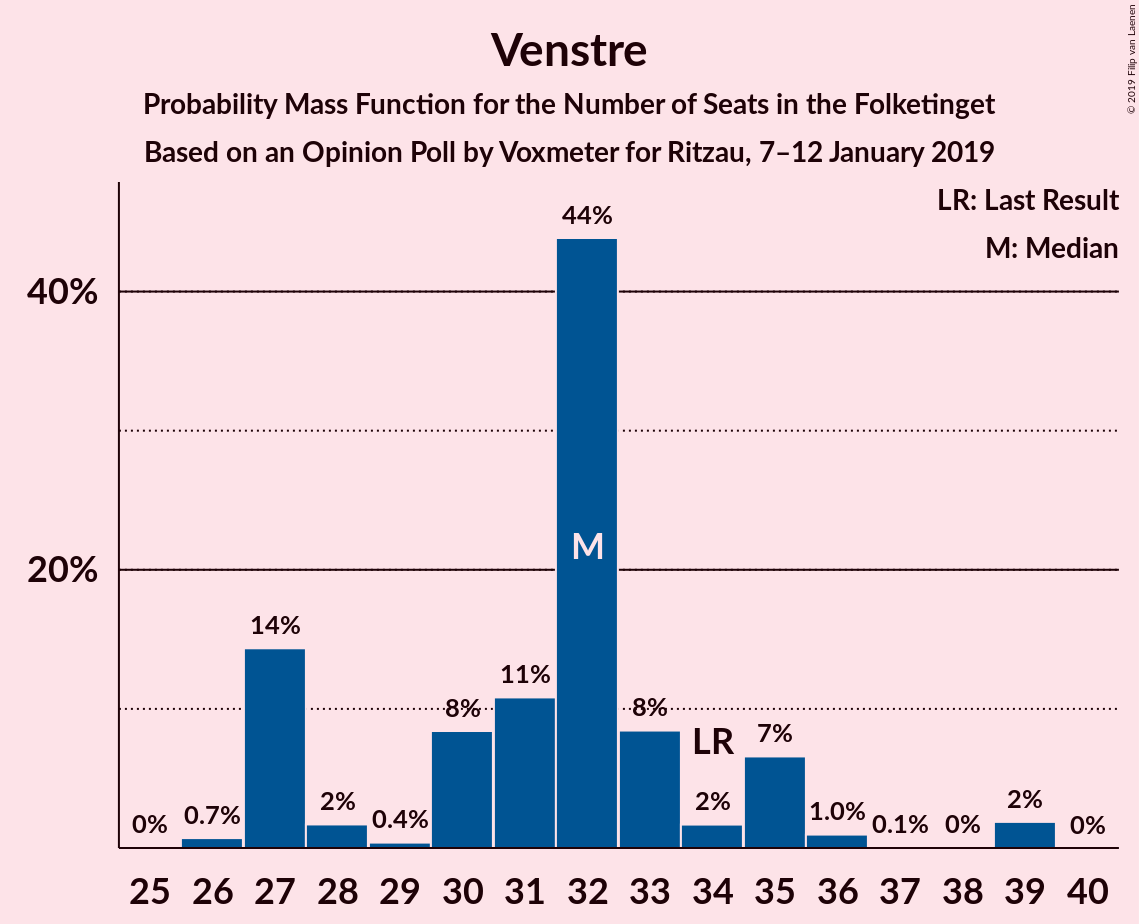 Venstre
Probability Mass Function for the Number of Seats in the Folketinget
Based on an Opinion Poll by Voxmeter for Ritzau, 7–12 January 2019
© 2019 Filip van Laenen
LR: Last Result
M: Median
40%
20%
0%
0.7%
14%
2%
0.4%
8%
11%
44%
M
8%
LR
2%
7%
1.0%
0.1%
0%
2%
0%
25 26 27 28 29 30 31 32 33 34 35 36 37 38 39 40